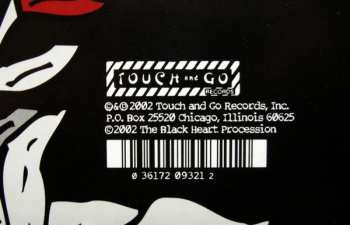 TOUCH and GO
RECORDS
©&℗2002 Touch and Go Records, Inc.
P.O. Box 25520 Chicago, Illinois 60625
©2002 The Black Heart Procession
0 36172 09321 2